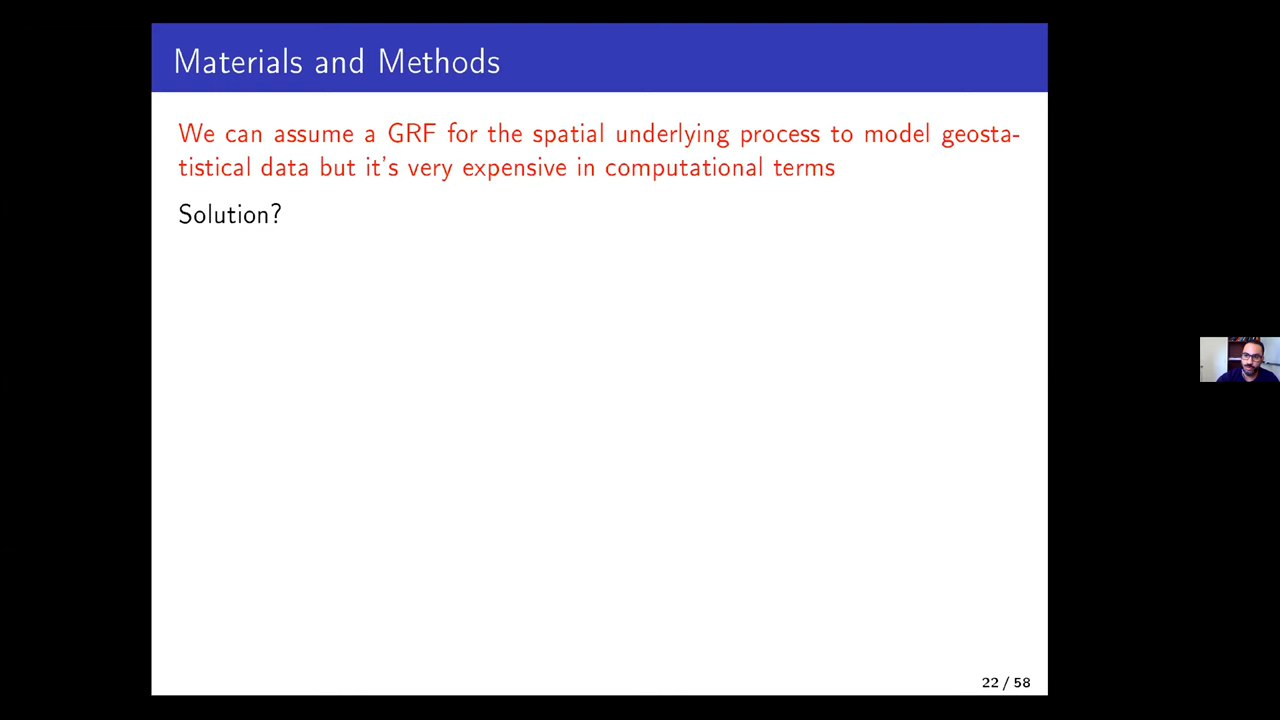 Materials and Methods
We can assume a GRF for the spatial underlying process to model geosta-
tistical data but it's very expensive in computational terms
Solution?
22 / 58